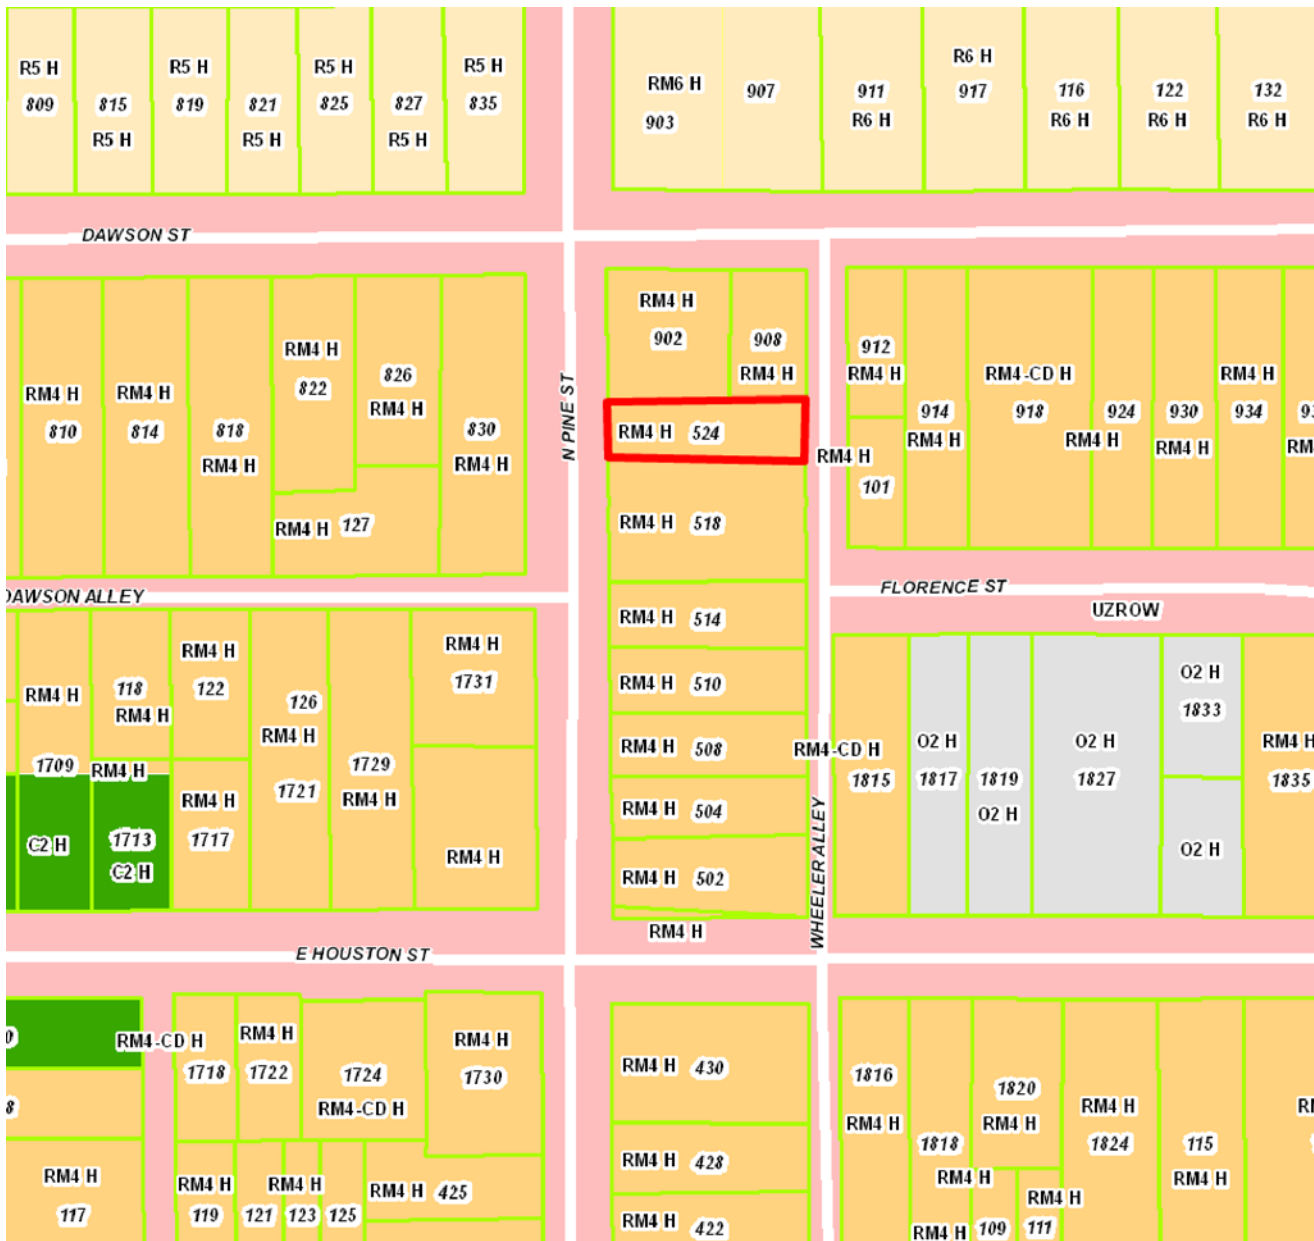 R5 H
809
815
R5 H
R5 H
819
821
R5 H
R5 H
825
827
R5 H
R5 H
835
RM6 H
903
907
911
R6 H
R6 H
917
116
R6 H
122
R6 H
132
R6 H
DAWSON ST
RM4 H
810
RM4 H
814
818
RM4 H
RM4 H
822
826
RM4 H
830
RM4 H
RM4 H 127
N PINE ST
RM4 H
902
908
RM4 H
RM4 H 524
RM4 H 518
RM4 H 514
RM4 H 510
RM4 H 508
RM4 H 504
RM4 H 502
RM4 H
912
RM4 H
RM4 H
101
914
RM4 H
RM4-CD H
918
924
RM4 H
930
RM4 H
RM4 H
934
93
RM
DAWSON ALLEY
FLORENCE ST
UZROW
RM4 H
1709
118
RM4 H
RM4 H
122
126
RM4 H
1721
1729
RM4 H
RM4 H
1731
RM4 H
RM4 H
C2 H
1713
C2 H
RM4 H
1717
WHEELER ALLEY
RM4-CD H
1815
O2 H
1817
1819
O2 H
O2 H
1827
O2 H
1833
O2 H
RM4 H
1835
E HOUSTON ST
0
8
RM4-CD H
1718
RM4 H
1722
1724
RM4-CD H
RM4 H
1730
RM4 H
117
RM4 H
119
121
RM4 H
123
125
RM4 H 425
RM4 H 430
RM4 H 428
RM4 H 422
1816
RM4 H
1818
RM4 H
1820
RM4 H
RM4 H
1824
115
RM4 H
RM4 H
109
RM4 H
111